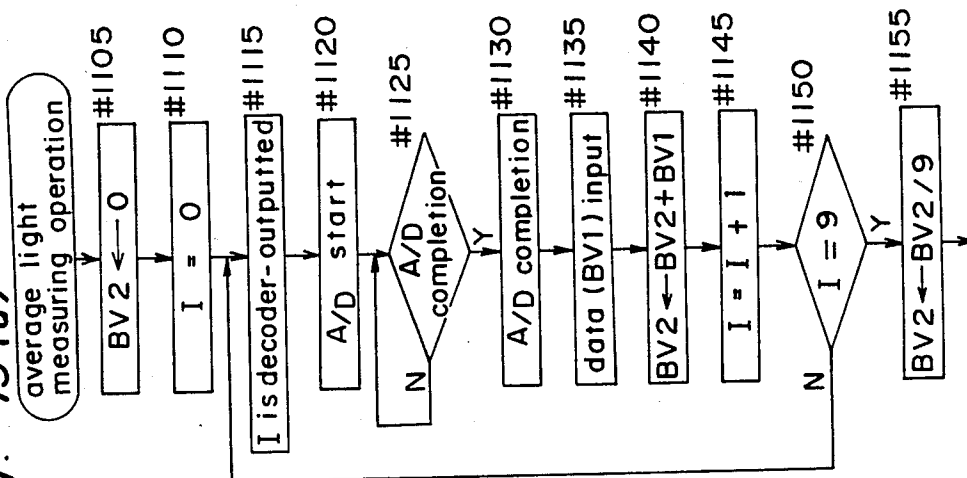 average light
measuring operation
BV2 ← 0
#1105
I = 0
#1110
I is decoder-outputted
#1115
A/D start
#1120
A/D
completion
#1125
N
Y
A/D completion
#1130
data (BV1) input
#1135
BV2←BV2+BV1
#1140
I = I + 1
#1145
I = 9
#1150
N
Y
BV2←BV2/9
#1155